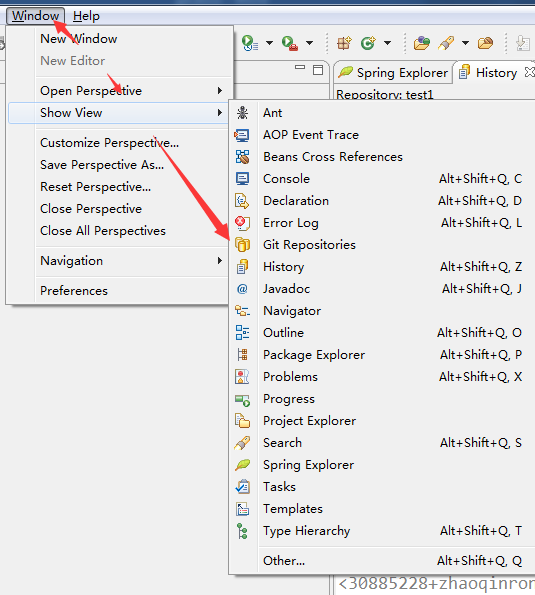 Window Help
New Window
New Editor
Open Perspective
Show View
Customize Perspective...
Save Perspective As...
Reset Perspective...
Close Perspective
Close All Perspectives
Navigation
Preferences
Spring Explorer
History
Repository: test1
Ant
AOP Event Trace
Beans Cross References
Console Alt+Shift+Q, C
Declaration Alt+Shift+Q, D
Error Log Alt+Shift+Q, L
Git Repositories
History Alt+Shift+Q, Z
Javadoc Alt+Shift+Q, J
Navigator
Outline Alt+Shift+Q, O
Package Explorer Alt+Shift+Q, P
Problems Alt+Shift+Q, X
Progress
Project Explorer
Search Alt+Shift+Q, S
Spring Explorer
Tasks
Templates
Type Hierarchy Alt+Shift+Q, T
Other... Alt+Shift+Q, Q
<30885228+zhaoqinron